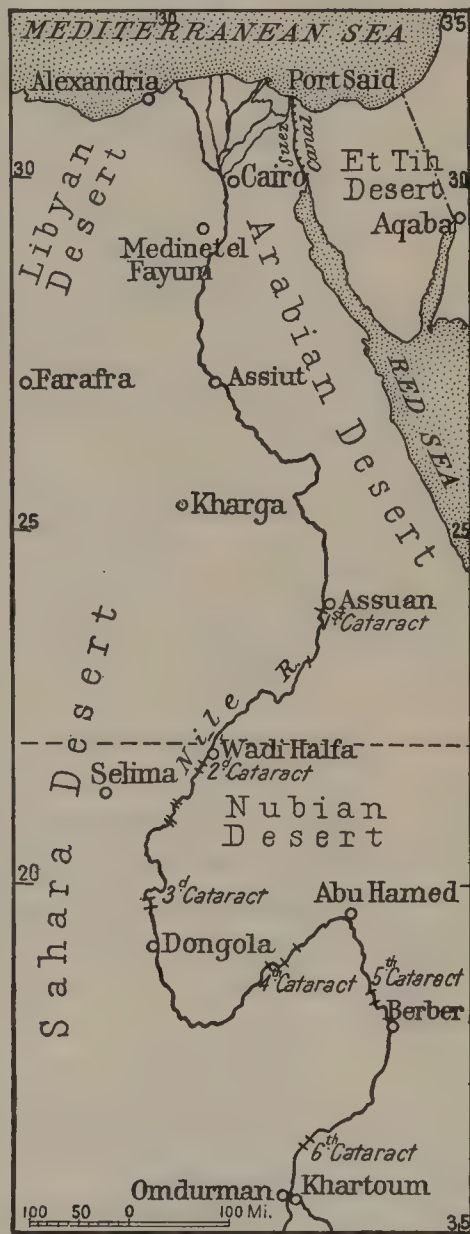 30
35
MEDITERRANEAN SEA
Alexandria
Port Said
Suez
Canal
30
30
Cairo
Et Tih
Desert
Aqaba
Libyan
Desert
Medinetel
Fayum
Arabian Desert
RED SEA
Farafra
Assiut
Kharga
25
25
Assuan
1st Cataract
Nile R.
Wadi Halfa
2d Cataract
Selima
Nubian
Desert
Sahara Desert
20
3d Cataract
Abu Hamed
Dongola
4th Cataract
5th Cataract
Berber
6th Cataract
Omdurman
Khartoum
100 50 0 100 Mi.
35